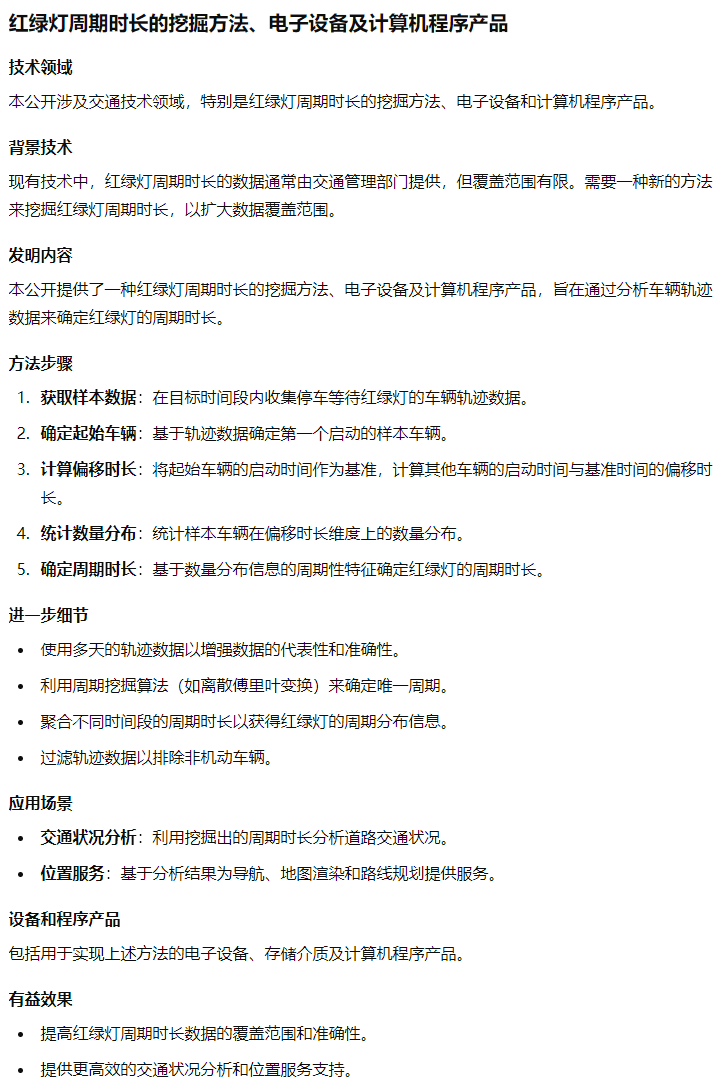 红绿灯周期时长的挖掘方法、电子设备及计算机程序产品
技术领域
本公开涉及交通技术领域，特别是红绿灯周期时长的挖掘方法、电子设备和计算机程序产品。
背景技术
现有技术中，红绿灯周期时长的数据通常由交通管理部门提供，但覆盖范围有限。需要一种新的方法
来挖掘红绿灯周期时长，以扩大数据覆盖范围。
发明内容
本公开提供了一种红绿灯周期时长的挖掘方法、电子设备及计算机程序产品，旨在通过分析车辆轨迹
数据来确定红绿灯的周期时长。
方法步骤
1. 获取样本数据：在目标时间段内收集停车等待红绿灯的车辆轨迹数据。
2. 确定起始车辆：基于轨迹数据确定第一个启动的样本车辆。
3. 计算偏移时长：将起始车辆的启动时间作为基准，计算其他车辆的启动时间与基准时间的偏移时
长。
4. 统计数量分布：统计样本车辆在偏移时长维度上的数量分布。
5. 确定周期时长：基于数量分布信息的周期性特征确定红绿灯的周期时长。
进一步细节
• 使用多天的轨迹数据以增强数据的代表性和准确性。
• 利用周期挖掘算法（如离散傅里叶变换）来确定唯一周期。
• 聚合不同时间段的周期时长以获得红绿灯的周期分布信息。
• 过滤轨迹数据以排除非机动车辆。
应用场景
• 交通状况分析：利用挖掘出的周期时长分析道路交通状况。
• 位置服务：基于分析结果为导航、地图渲染和路线规划提供服务。
设备和程序产品
包括用于实现上述方法的电子设备、存储介质及计算机程序产品。
有益效果
• 提高红绿灯周期时长数据的覆盖范围和准确性。
• 提供更高效的交通状况分析和位置服务支持。